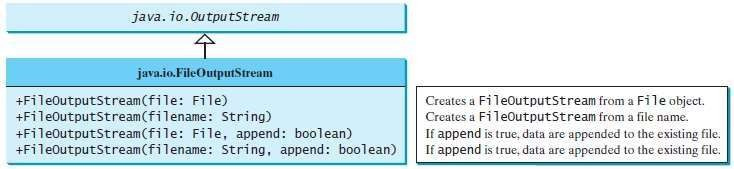 java.io.OutputStream
java.io.FileOutputStream
+FileOutputStream(file: File)
+FileOutputStream(filename: String)
+FileOutputStream(file: File, append: boolean)
+FileOutputStream(filename: String, append: boolean)
Creates a FileOutputStream from a File object.
Creates a FileOutputStream from a file name.
If append is true, data are appended to the existing file.
If append is true, data are appended to the existing file.